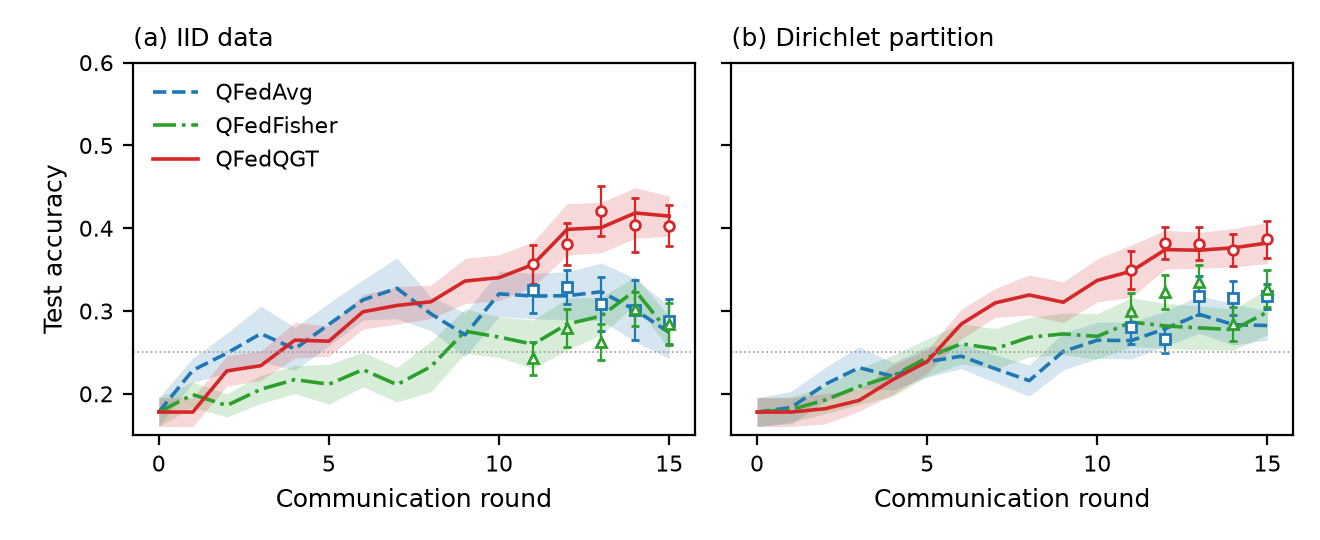 (a) IID data
(b) Dirichlet partition
Test accuracy
0.6
0.5
0.4
0.3
0.2
QFedAvg
QFedFisher
QFedQGT
0 5 10 15
0 5 10 15
Communication round
Communication round